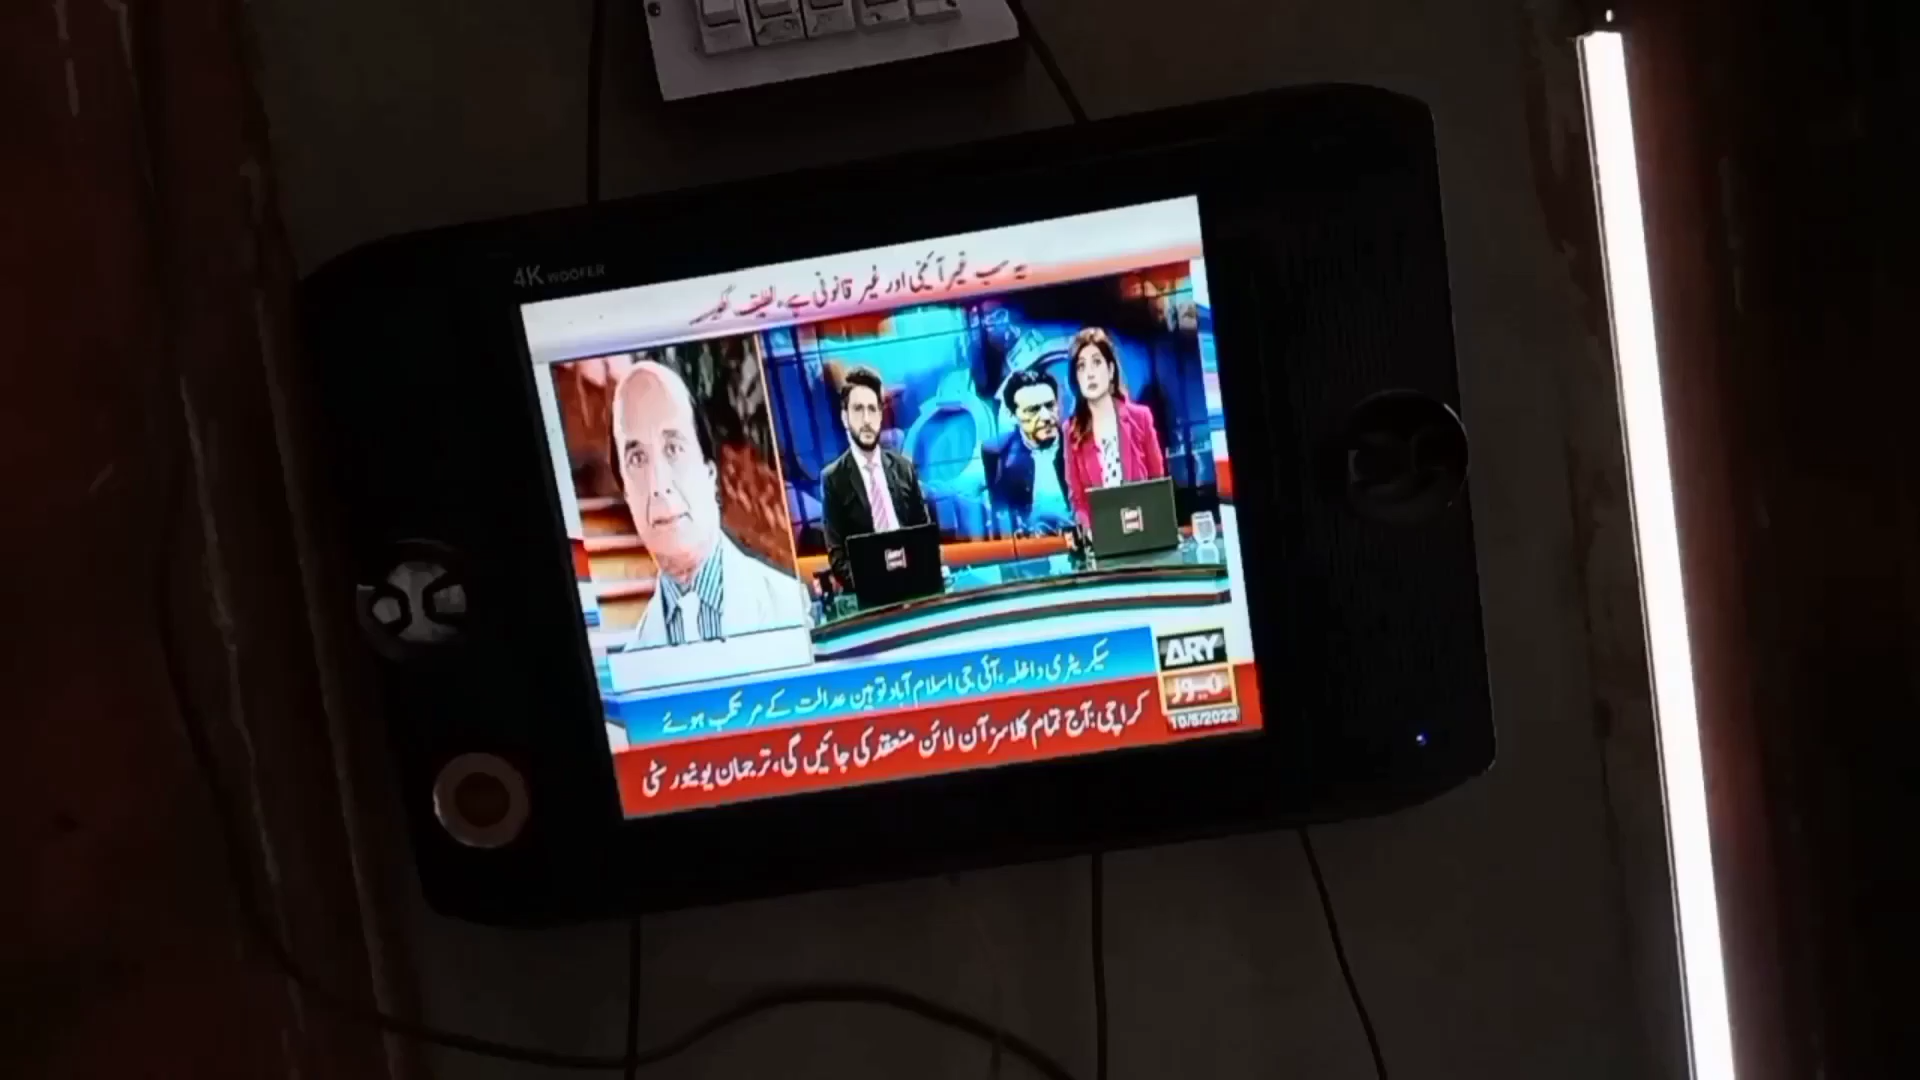 4K WOOFER
یہ سب غیر آئینی اور غیر قانونی ہے، لطیف کھوسہ
سیکریٹری داخلہ، آئی جی اسلام آباد توہین عدالت کے مرتکب ہوئے
ARY
نیوز
10/5/2023
کراچی: آج تمام کلاسز آن لائن منعقد کی جائیں گی، ترجمان یونیورسٹی